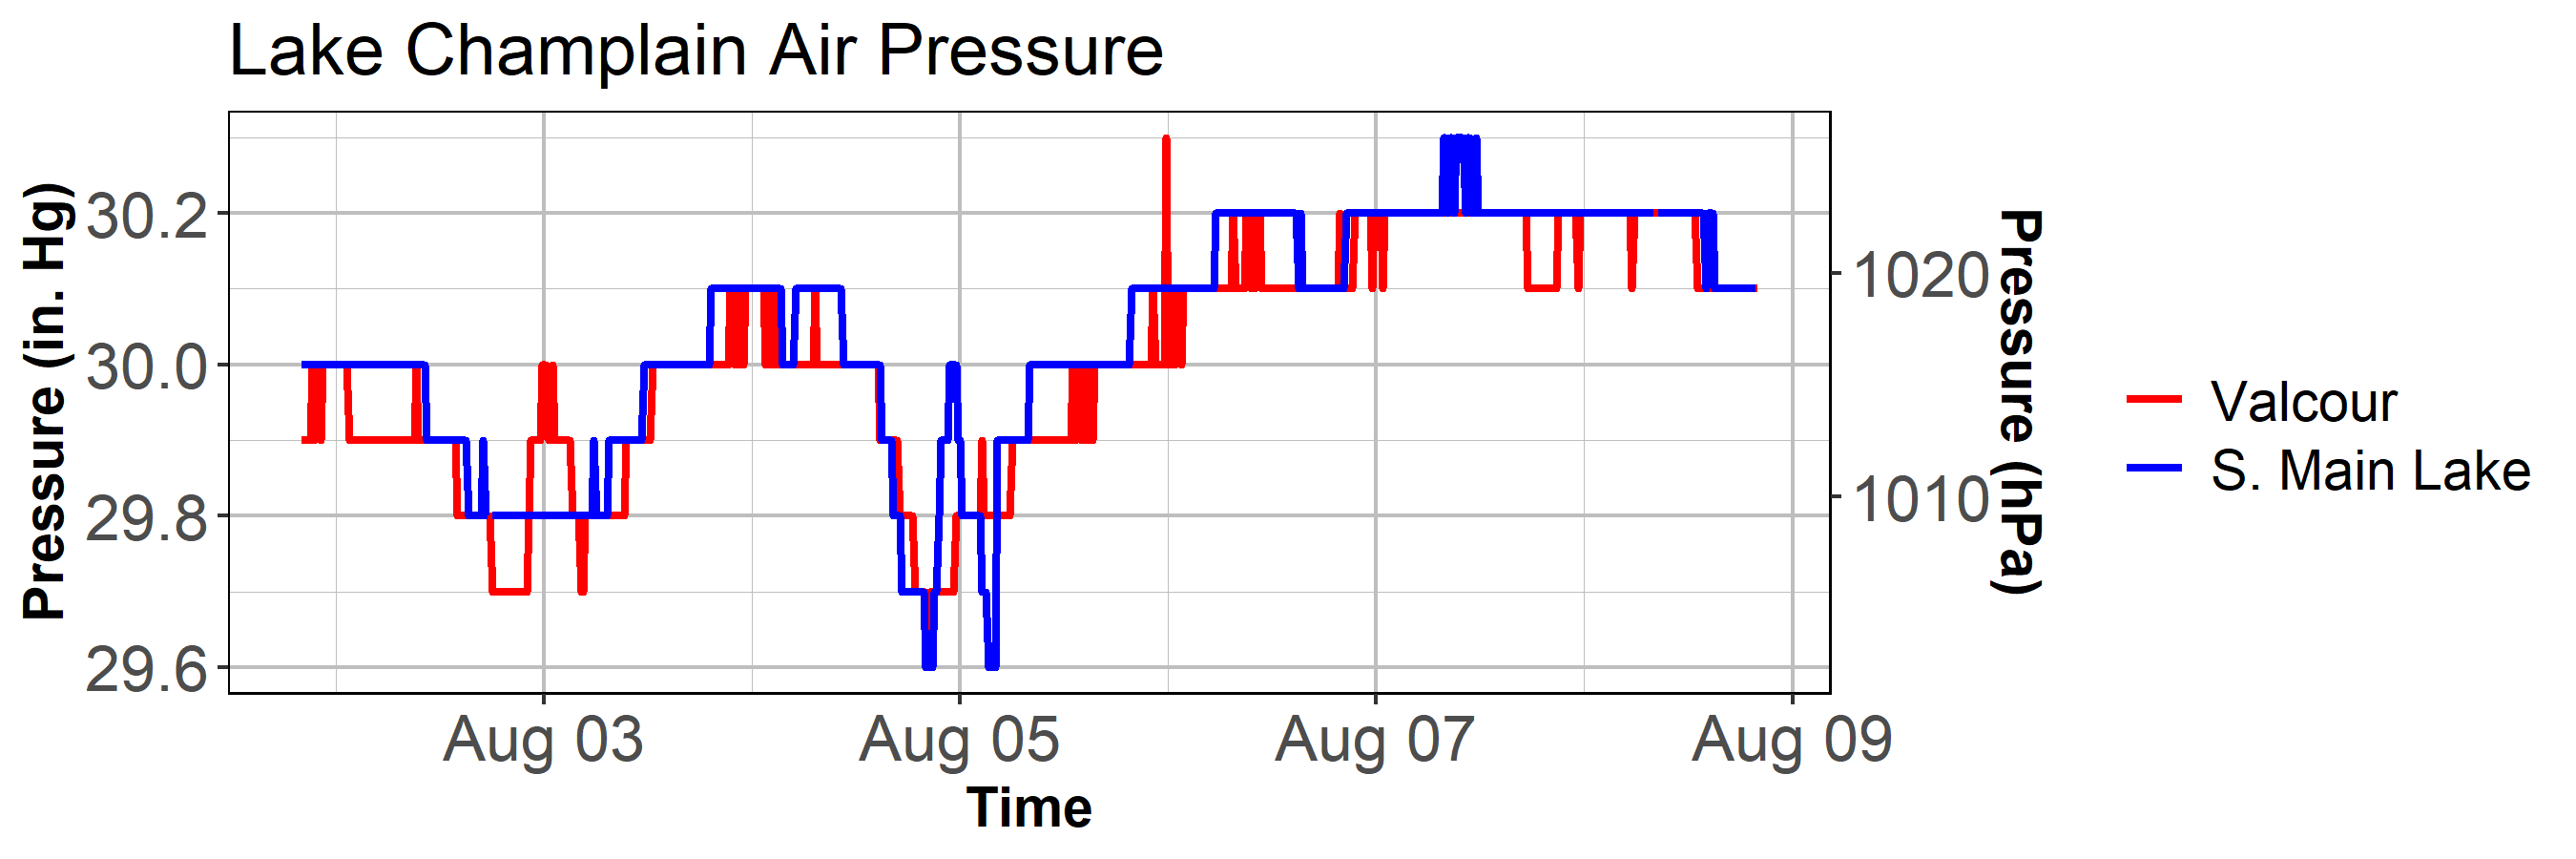 Lake Champlain Air Pressure
Pressure (in. Hg)
30.2
30.0
29.8
29.6
Aug 03
Aug 05
Aug 07
Aug 09
Time
1020
1010
Pressure (hPa)
Valcour
S. Main Lake